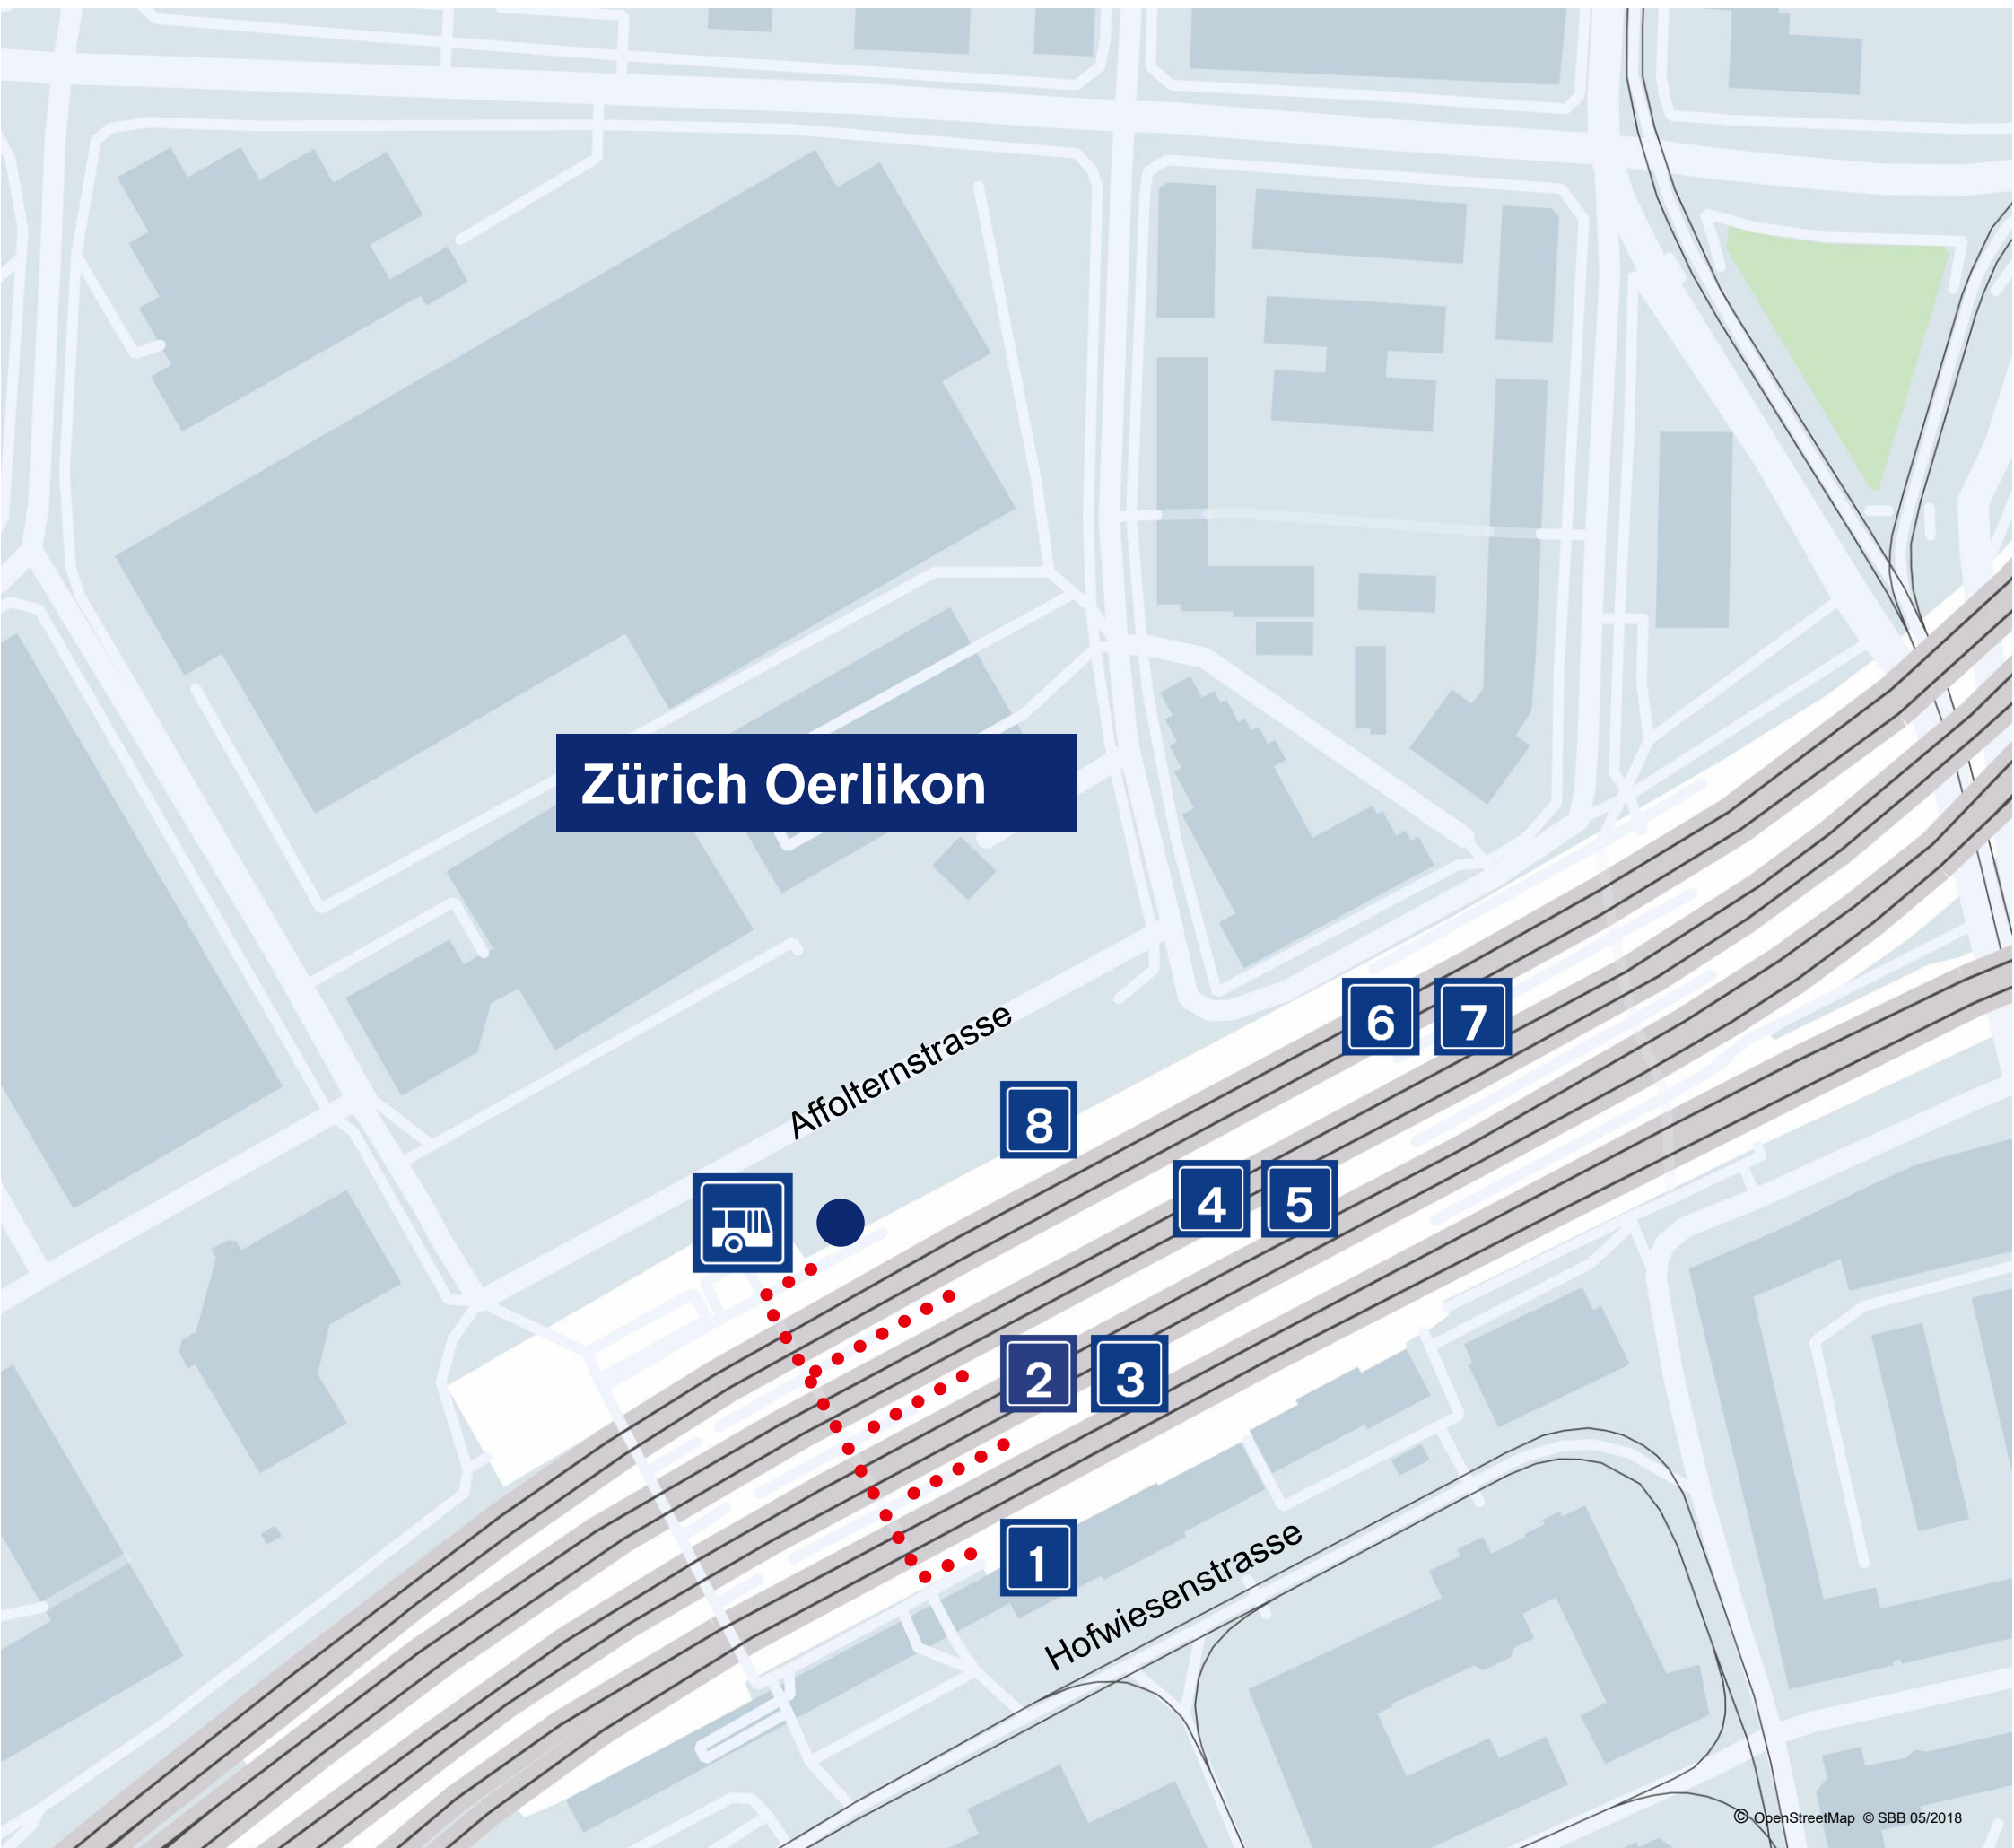 Zürich Oerlikon
Affolternstrasse
6 7
8
4 5
2 3
1
Hofwiesenstrasse
© OpenStreetMap © SBB 05/2018